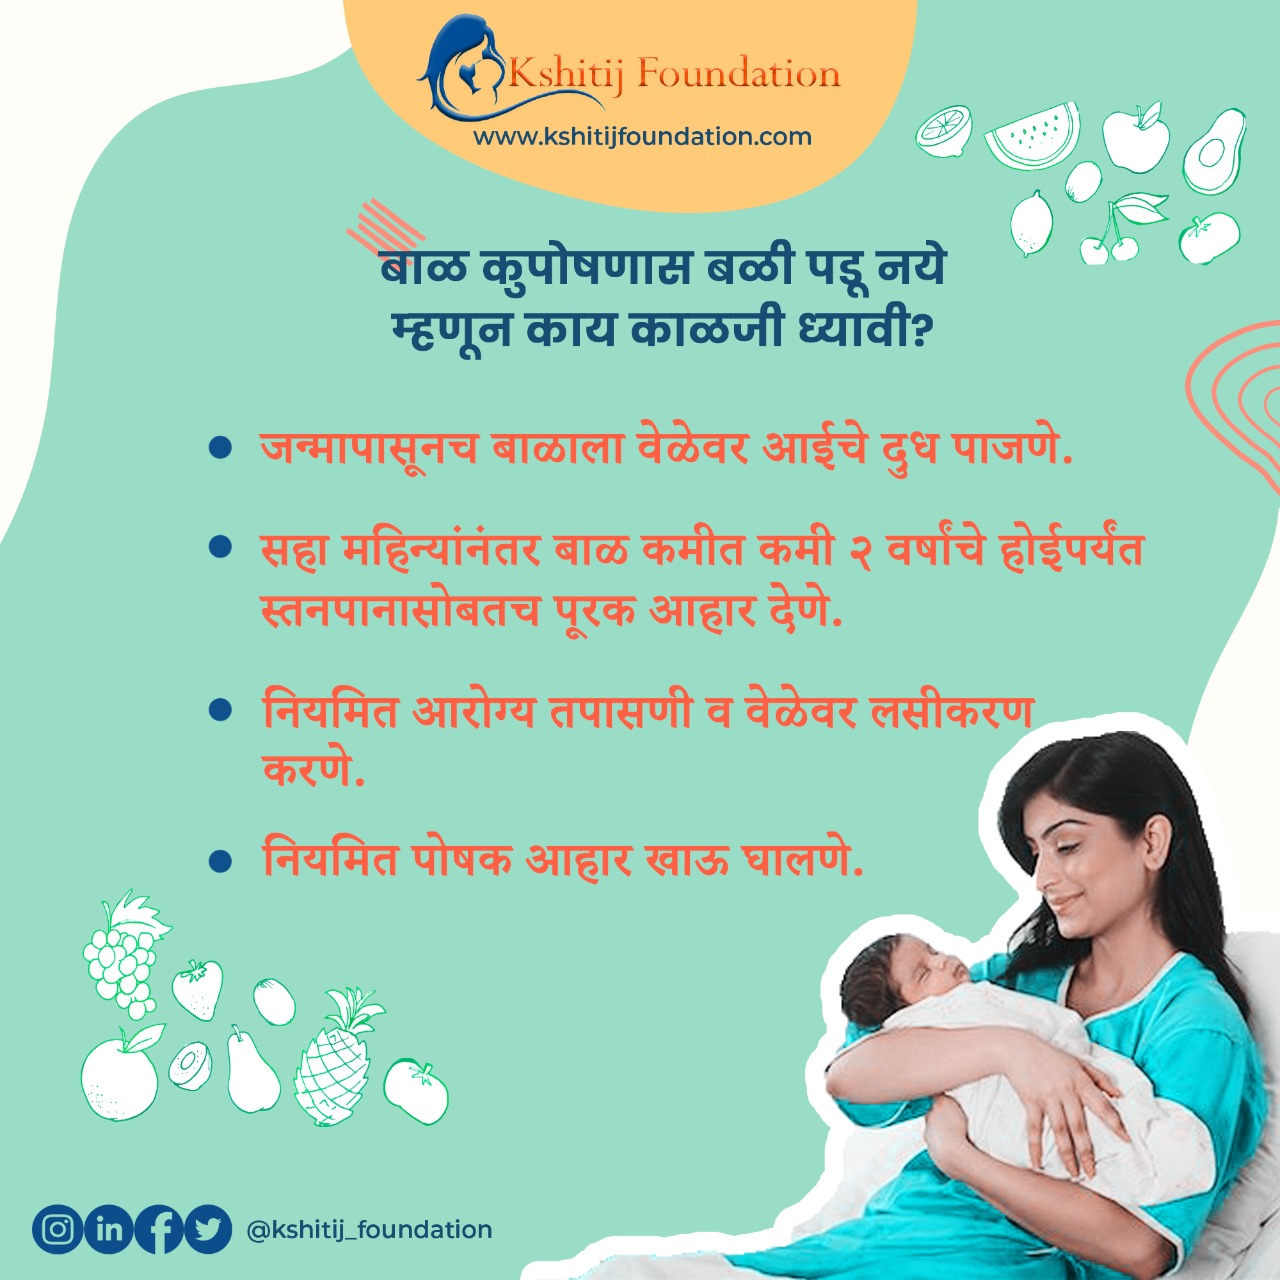 Kshitij Foundation
www.kshitijfoundation.com
बाळ कुपोषणास बळी पडू नये
म्हणून काय काळजी ध्यावी?
जन्मापासूनच बाळाला वेळेवर आईचे दुध पाजणे.
सहा महिन्यांनंतर बाळ कमीत कमी २ वर्षांचे होईपर्यंत
स्तनपानासोबतच पूरक आहार देणे.
नियमित आरोग्य तपासणी व वेळेवर लसीकरण
करणे.
नियमित पोषक आहार खाऊ घालणे.
@kshitij_foundation